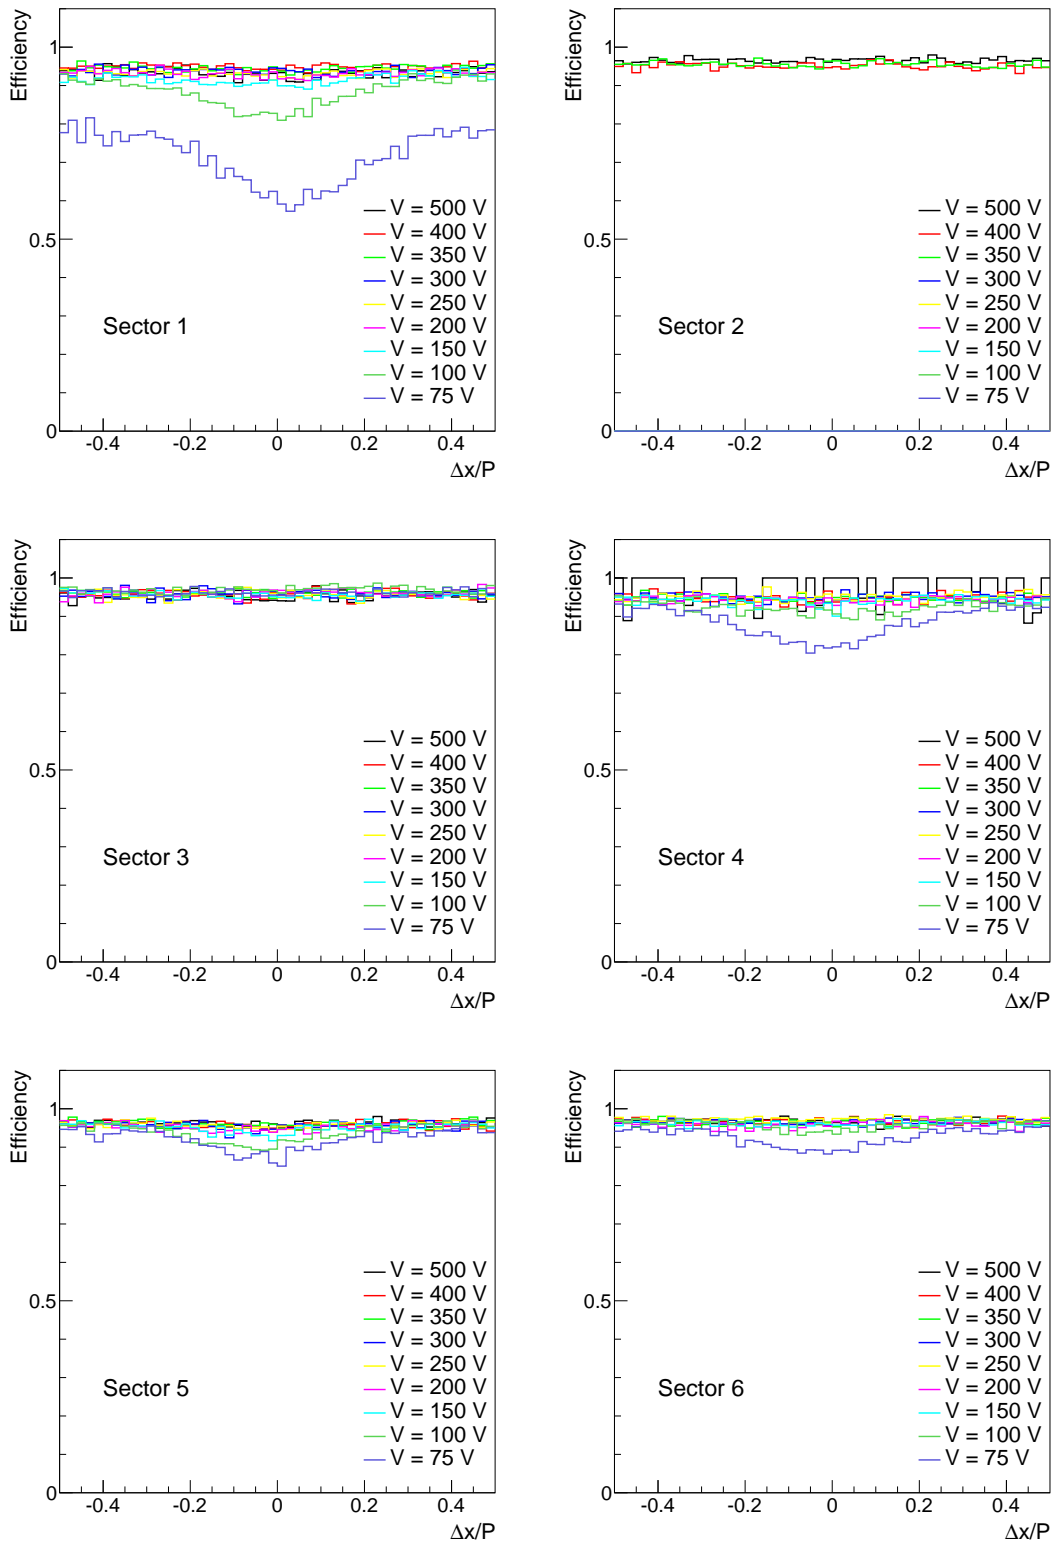 Efficiency
1
0.5
0
V = 500 V
V = 400 V
V = 350 V
V = 300 V
V = 250 V
V = 200 V
V = 150 V
V = 100 V
V = 75 V
Sector 1
-0.4 -0.2 0 0.2 0.4
Δx/P
Efficiency
1
0.5
0
V = 500 V
V = 400 V
V = 350 V
V = 300 V
V = 250 V
V = 200 V
V = 150 V
V = 100 V
V = 75 V
Sector 2
-0.4 -0.2 0 0.2 0.4
Δx/P
Efficiency
1
0.5
0
V = 500 V
V = 400 V
V = 350 V
V = 300 V
V = 250 V
V = 200 V
V = 150 V
V = 100 V
V = 75 V
Sector 3
-0.4 -0.2 0 0.2 0.4
Δx/P
Efficiency
1
0.5
0
V = 500 V
V = 400 V
V = 350 V
V = 300 V
V = 250 V
V = 200 V
V = 150 V
V = 100 V
V = 75 V
Sector 4
-0.4 -0.2 0 0.2 0.4
Δx/P
Efficiency
1
0.5
0
V = 500 V
V = 400 V
V = 350 V
V = 300 V
V = 250 V
V = 200 V
V = 150 V
V = 100 V
V = 75 V
Sector 5
-0.4 -0.2 0 0.2 0.4
Δx/P
Efficiency
1
0.5
0
V = 500 V
V = 400 V
V = 350 V
V = 300 V
V = 250 V
V = 200 V
V = 150 V
V = 100 V
V = 75 V
Sector 6
-0.4 -0.2 0 0.2 0.4
Δx/P